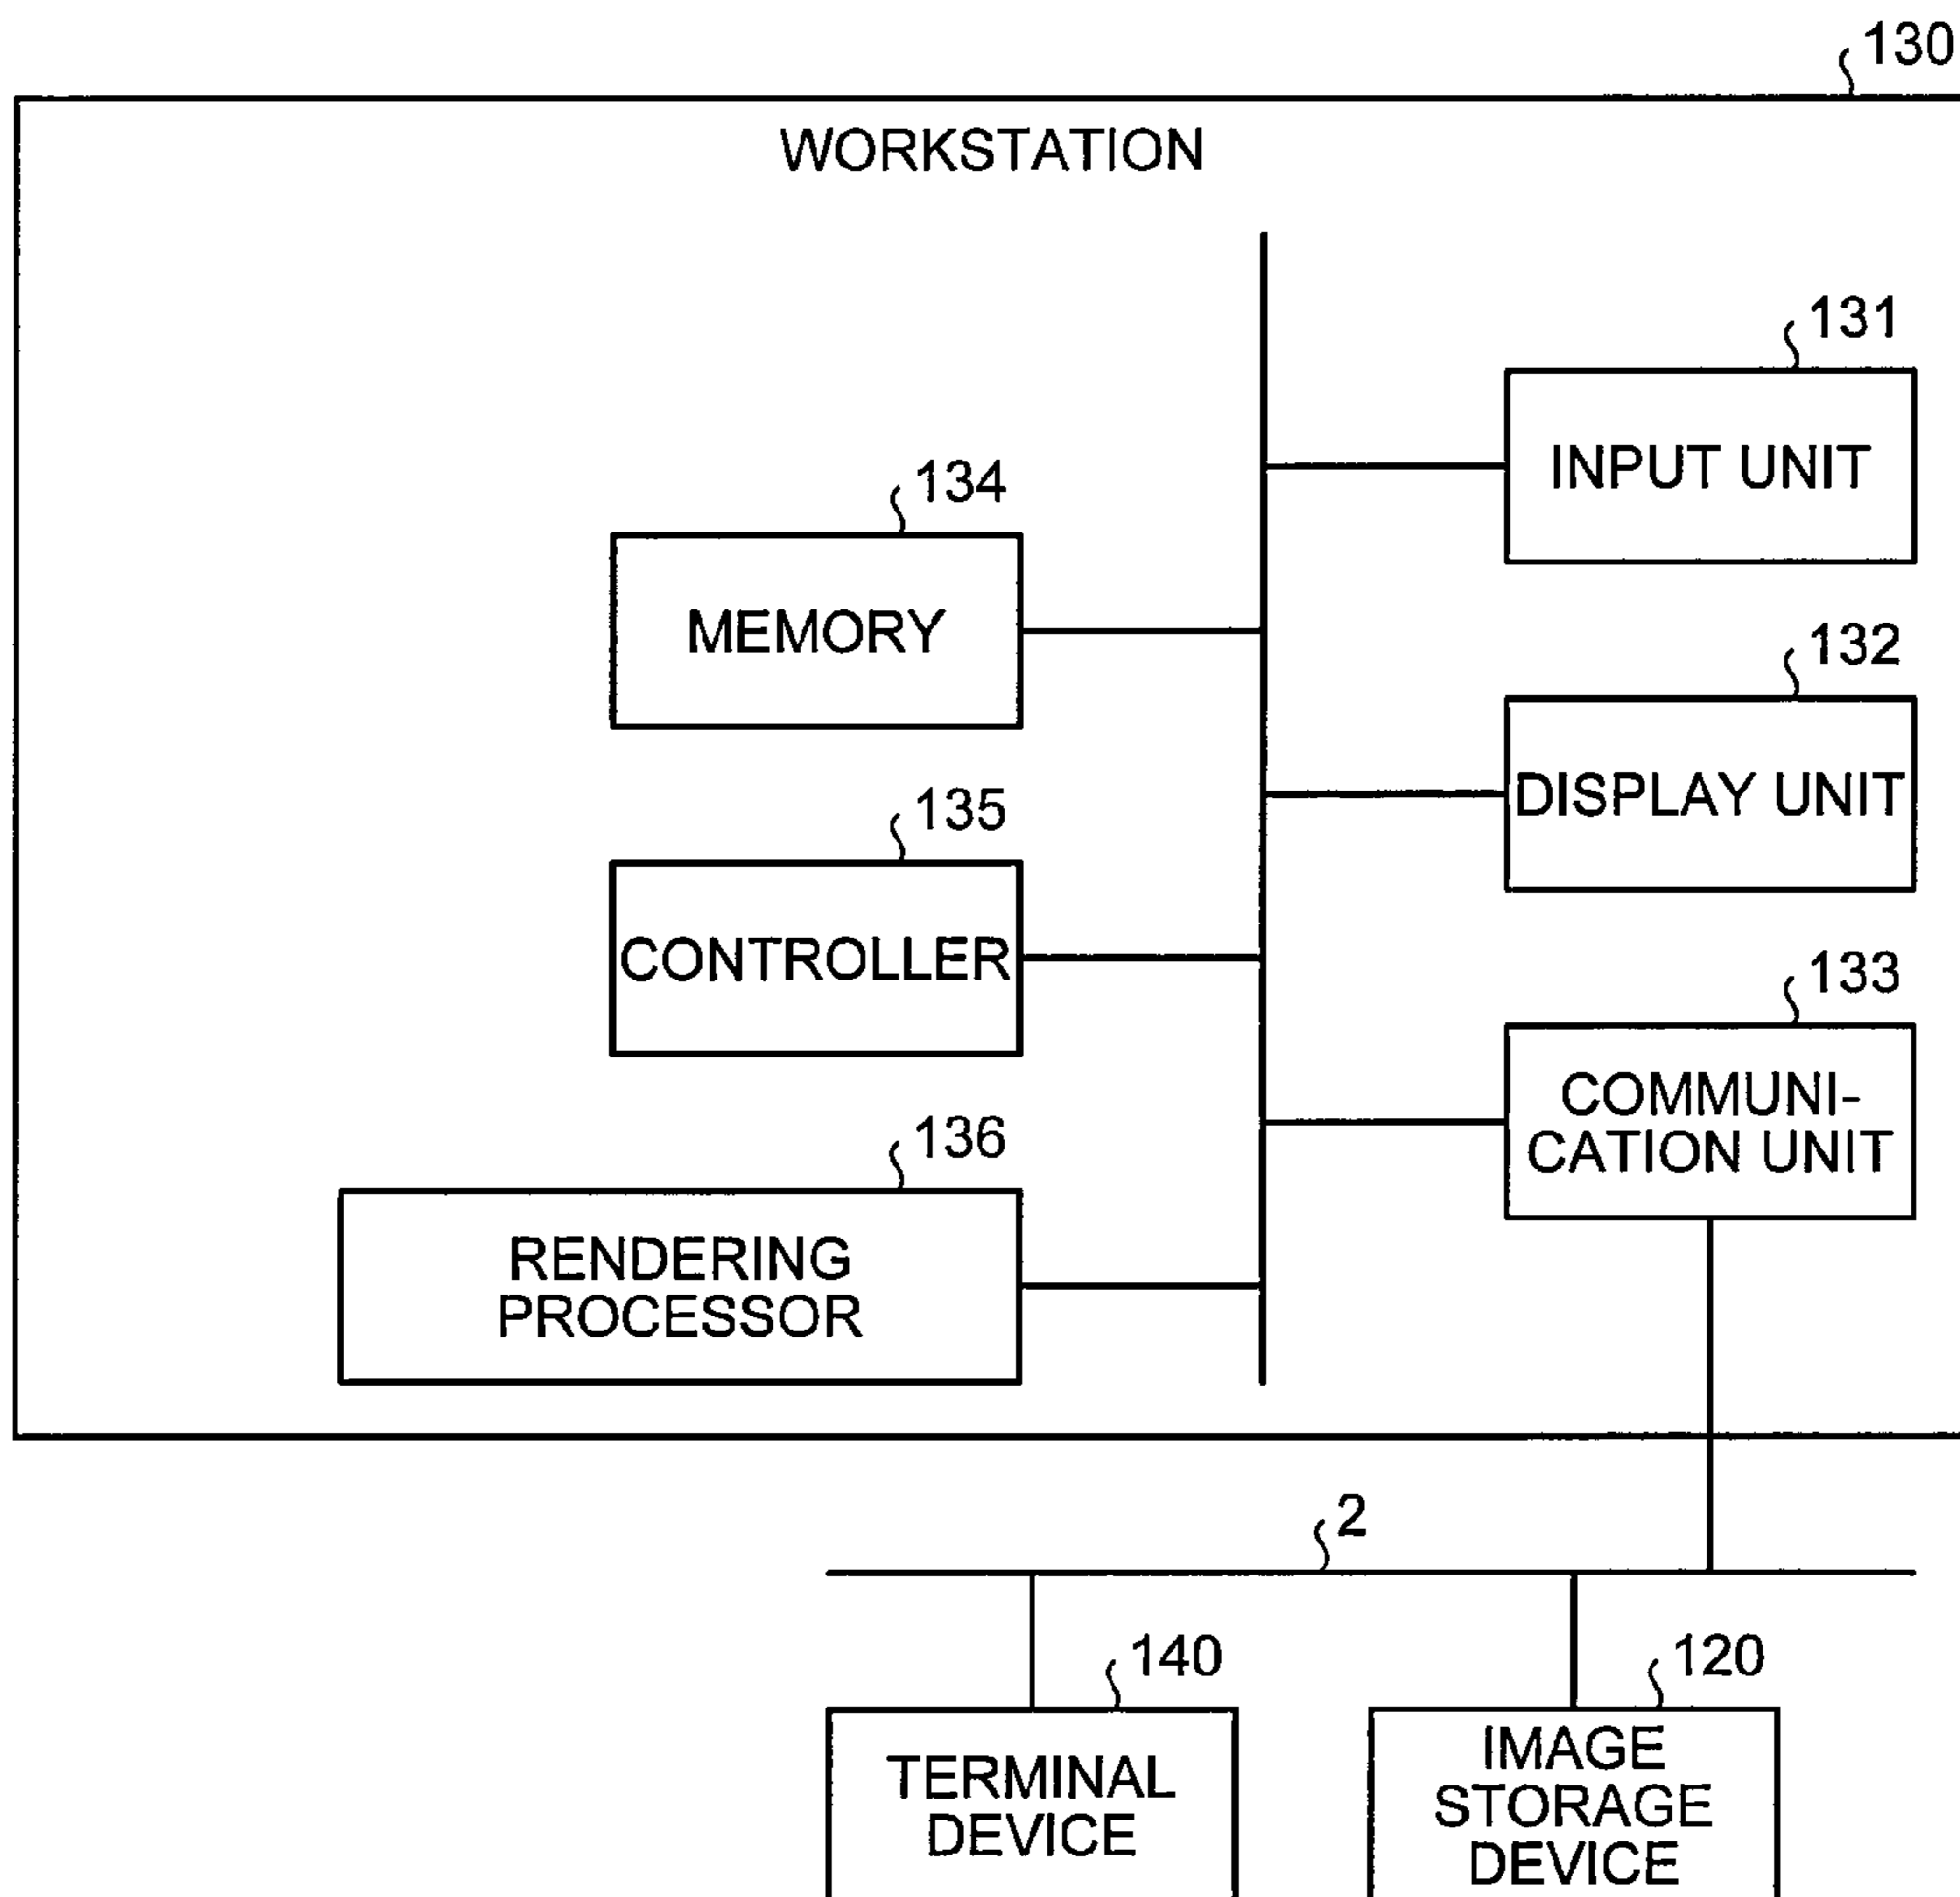 130
WORKSTATION
131
INPUT UNIT
134
MEMORY
132
DISPLAY UNIT
135
CONTROLLER
133
COMMUNI-
CATION UNIT
136
RENDERING
PROCESSOR
2
140
TERMINAL
DEVICE
120
IMAGE
STORAGE
DEVICE